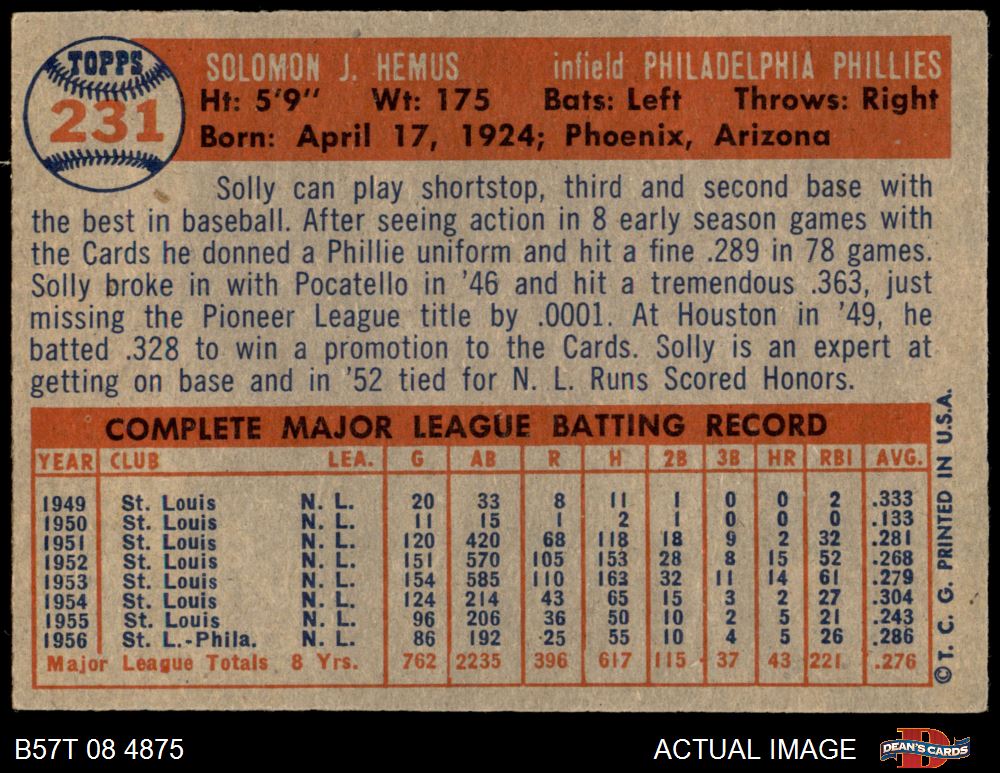 TOPPS
231
SOLOMON J. HEMUS infield PHILADELPHIA PHILLIES
Ht: 5'9" Wt: 175 Bats: Left Throws: Right
Born: April 17, 1924; Phoenix, Arizona
Solly can play shortstop, third and second base with
the best in baseball. After seeing action in 8 early season games with
the Cards he donned a Phillie uniform and hit a fine .289 in 78 games.
Solly broke in with Pocatello in '46 and hit a tremendous .363, just
missing the Pioneer League title by .0001. At Houston in '49, he
batted .328 to win a promotion to the Cards. Solly is an expert at
getting on base and in '52 tied for N. L. Runs Scored Honors.
COMPLETE MAJOR LEAGUE BATTING RECORD
YEAR CLUB LEA. G AB R H 2B 3B HR RBI AVG.
1949 St. Louis N. L. 20 33 8 11 1 0 0 2 .333
1950 St. Louis N. L. 11 15 1 2 1 0 0 0 .133
1951 St. Louis N. L. 120 420 68 118 18 9 2 32 .281
1952 St. Louis N. L. 151 570 105 153 28 8 15 52 .268
1953 St. Louis N. L. 154 585 110 163 32 11 14 61 .279
1954 St. Louis N. L. 124 214 43 65 15 3 2 27 .304
1955 St. Louis N. L. 96 206 36 50 10 2 5 21 .243
1956 St. L.-Phila. N. L. 86 192 25 55 10 4 5 26 .286
Major League Totals 8 Yrs. 762 2235 396 617 115 37 43 221 .276
© T. C. G. PRINTED IN U.S.A.
B57T 08 4875 ACTUAL IMAGE DEAN'S CARDS